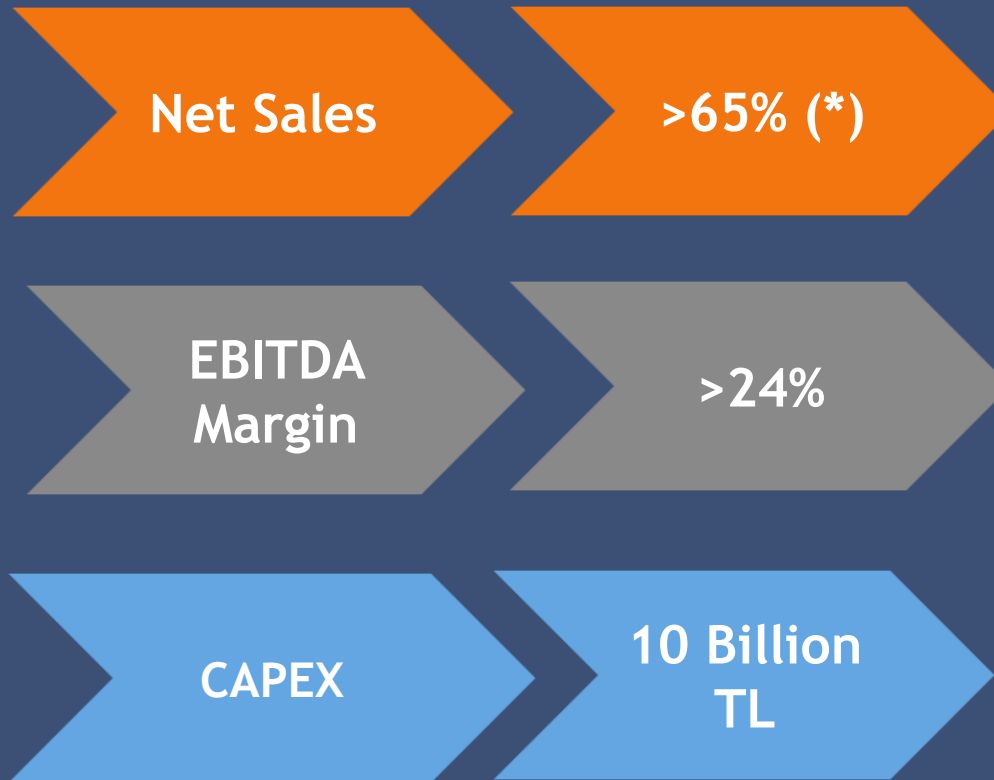 Net Sales
>65% (*)
EBITDA
Margin
>24%
CAPEX
10 Billion
TL